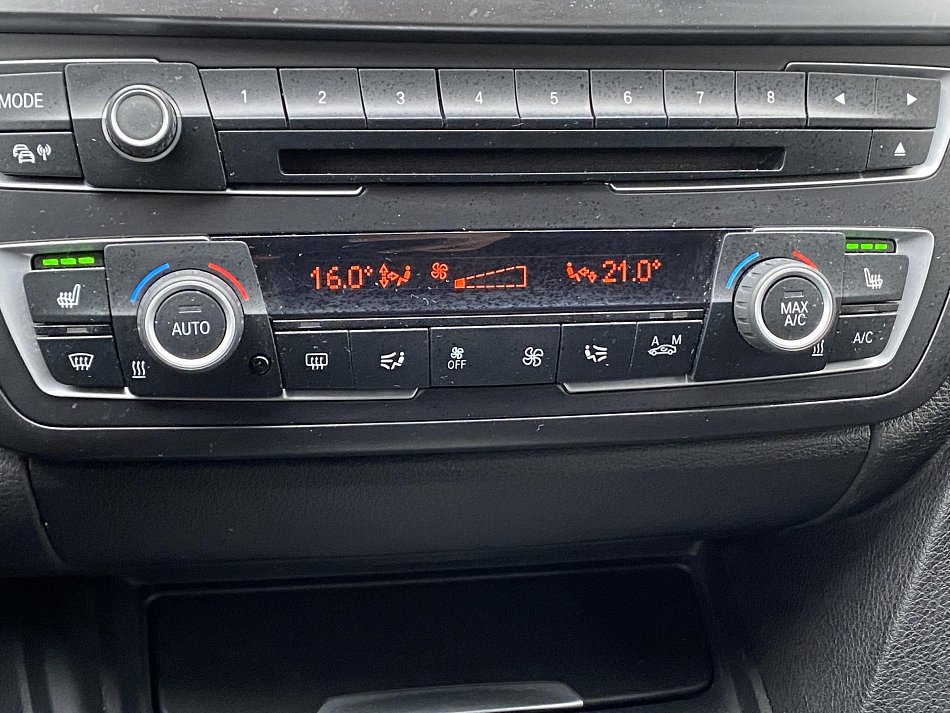 MODE 1 2 3 4 5 6 7 8
16.0° 21.0°
AUTO
MAX
A/C
OFF
A M
A/C